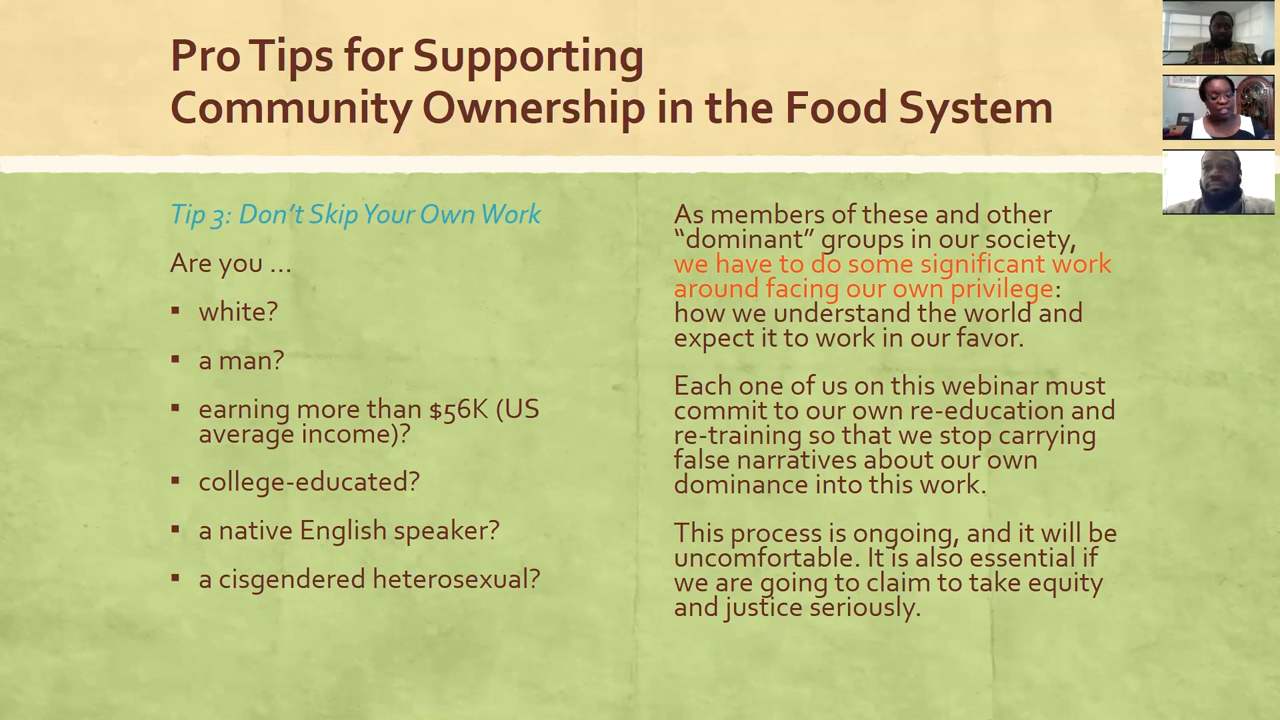 Pro Tips for Supporting
Community Ownership in the Food System
Tip 3: Don’t Skip Your Own Work
Are you ...
▪ white?
▪ a man?
▪ earning more than $56K (US
average income)?
▪ college-educated?
▪ a native English speaker?
▪ a cisgendered heterosexual?
As members of these and other
“dominant” groups in our society,
we have to do some significant work
around facing our own privilege:
how we understand the world and
expect it to work in our favor.
Each one of us on this webinar must
commit to our own re-education and
re-training so that we stop carrying
false narratives about our own
dominance into this work.
This process is ongoing, and it will be
uncomfortable. It is also essential if
we are going to claim to take equity
and justice seriously.